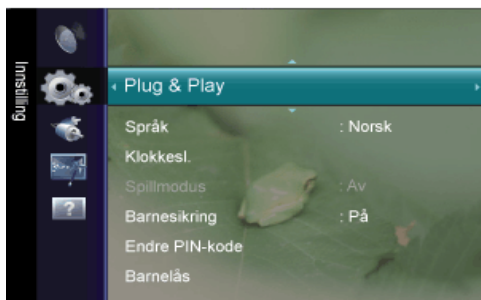 Innstilling
Plug & Play
Språk : Norsk
Klokkesl.
Spillmodus : Av
Barnesikring : På
Endre PIN-kode
Barnelås
?